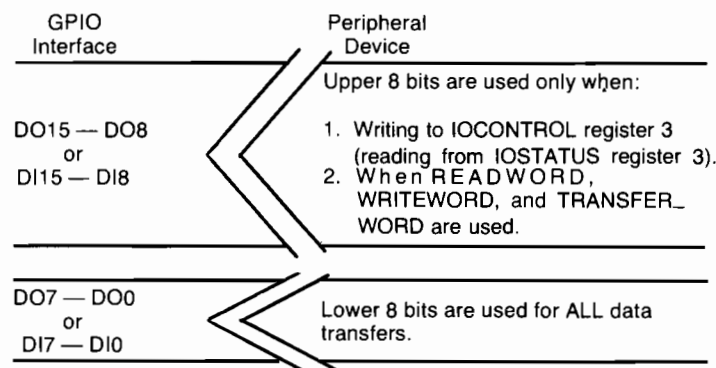 GPIO Interface
Peripheral Device
Upper 8 bits are used only when:
DO15 — DO8
or
DI15 — DI8
1. Writing to IOCONTROL register 3
(reading from IOSTATUS register 3).
2. When READWORD,
WRITEWORD, and TRANSFER_
WORD are used.
DO7 — DO0
or
DI7 — DI0
Lower 8 bits are used for ALL data
transfers.